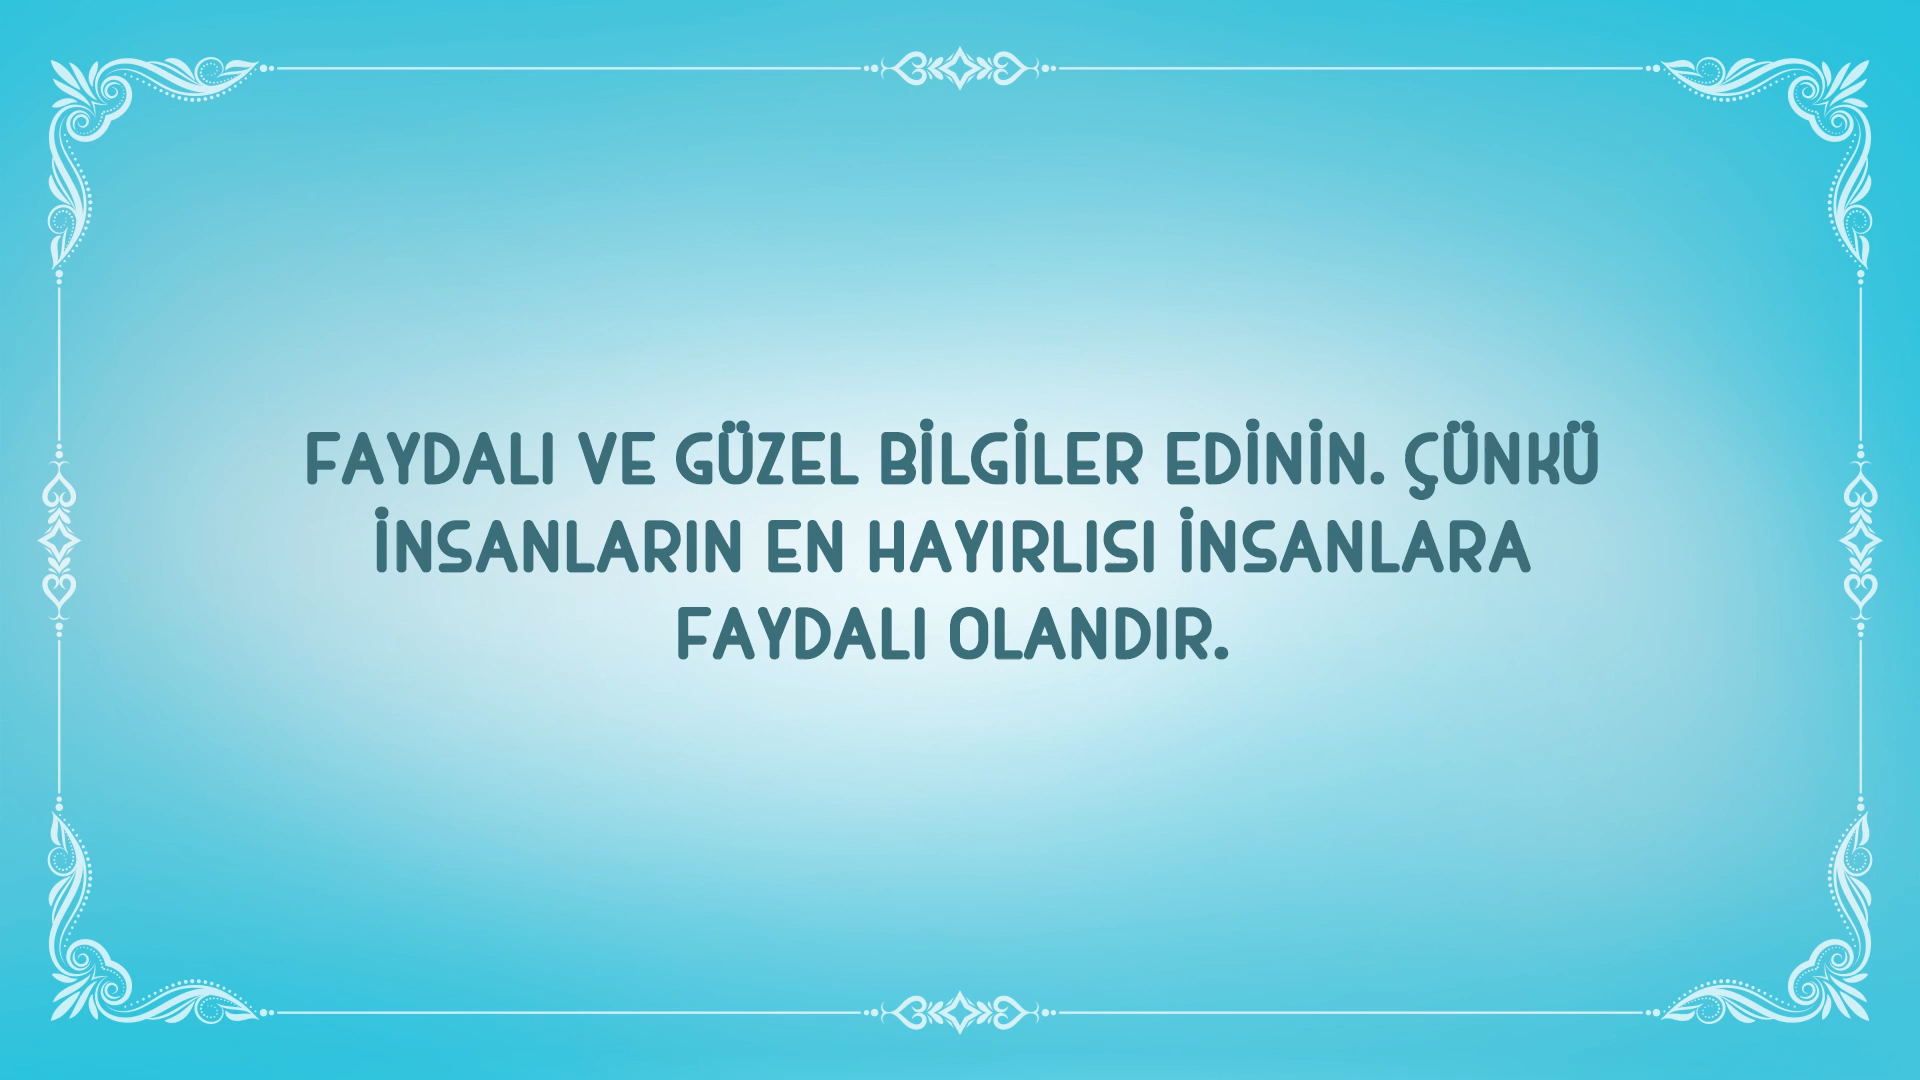 FAYDALI VE GÜZEL BİLGİLER EDİNİN. ÇÜNKÜ
İNSANLARIN EN HAYIRLISI İNSANLARA
FAYDALI OLANDIR.